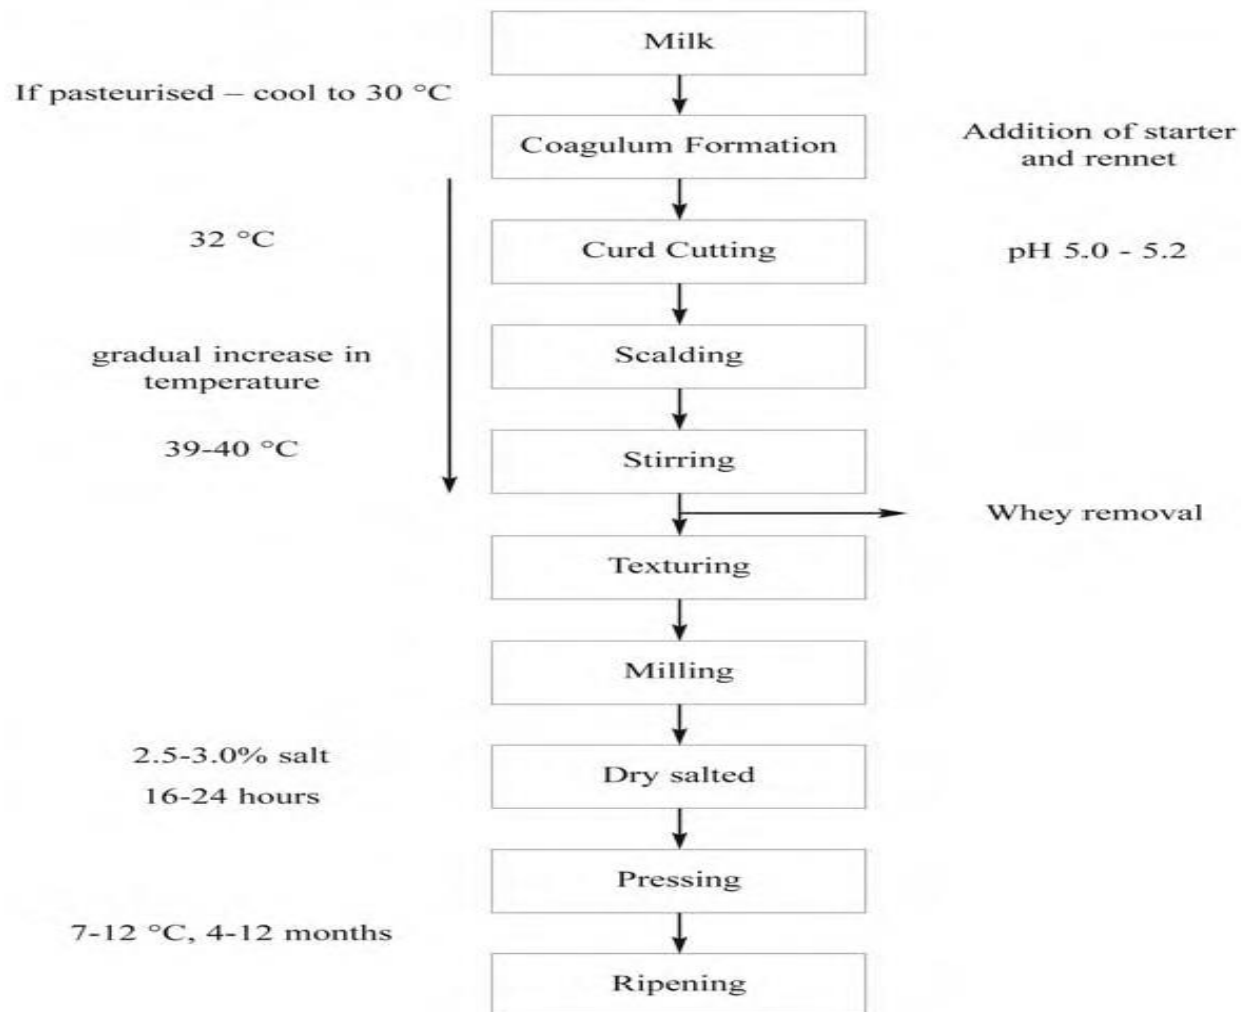 Milk
If pasteurised – cool to 30 °C
Coagulum Formation
Addition of starter
and rennet
32 °C
Curd Cutting
pH 5.0 - 5.2
gradual increase in
temperature
Scalding
39-40 °C
Stirring
Whey removal
Texturing
Milling
2.5-3.0% salt
16-24 hours
Dry salted
Pressing
7-12 °C, 4-12 months
Ripening